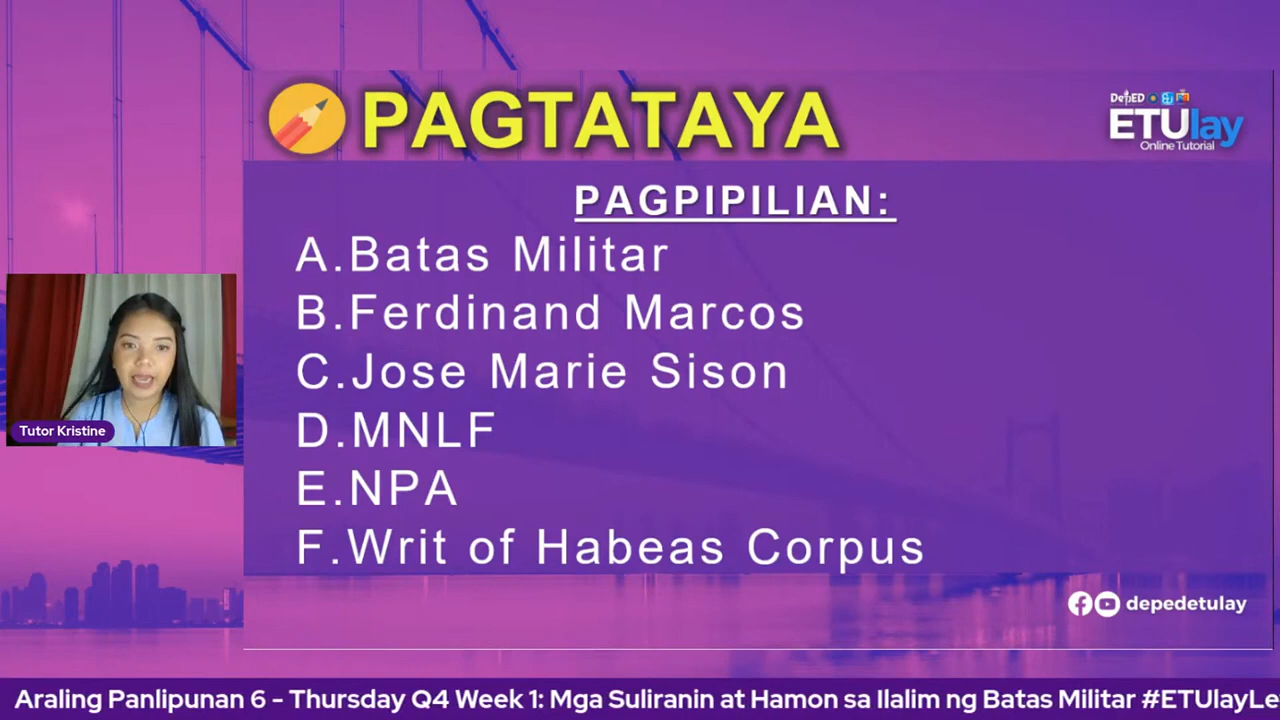 PAGTATAYA
DepED
ETUlay
Online Tutorial
PAGPIPILIAN:
A.Batas Militar
B.Ferdinand Marcos
C.Jose Marie Sison
D.MNLF
E.NPA
F.Writ of Habeas Corpus
Tutor Kristine
depedetulay
Araling Panlipunan 6 - Thursday Q4 Week 1: Mga Suliranin at Hamon sa Ilalim ng Batas Militar #ETUlayLe